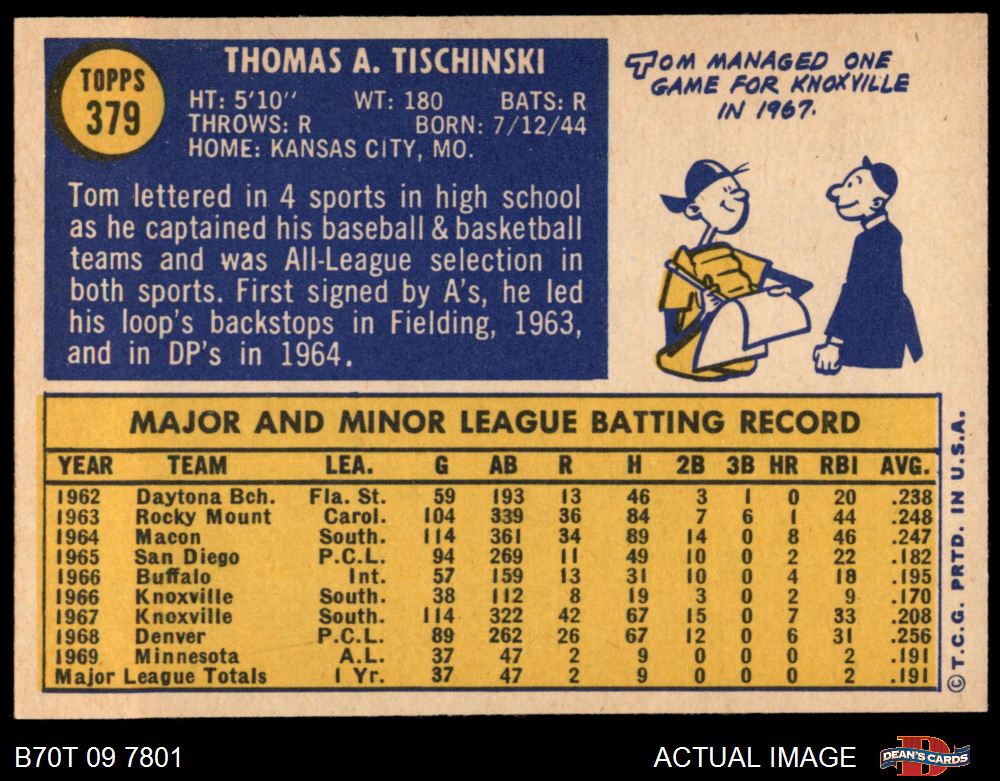 TOPPS
379
THOMAS A. TISCHINSKI
HT: 5'10" WT: 180 BATS: R
THROWS: R BORN: 7/12/44
HOME: KANSAS CITY, MO.
Tom lettered in 4 sports in high school
as he captained his baseball & basketball
teams and was All-League selection in
both sports. First signed by A's, he led
his loop's backstops in Fielding, 1963,
and in DP's in 1964.
TOM MANAGED ONE
GAME FOR KNOXVILLE
IN 1967.
MAJOR AND MINOR LEAGUE BATTING RECORD
YEAR TEAM LEA. G AB R H 2B 3B HR RBI AVG.
1962 Daytona Bch. Fla. St. 59 193 13 46 3 1 0 20 .238
1963 Rocky Mount Carol. 104 339 36 84 7 6 1 44 .248
1964 Macon South. 114 361 34 89 14 0 8 46 .247
1965 San Diego P.C.L. 94 269 11 49 10 0 2 22 .182
1966 Buffalo Int. 57 159 13 31 10 0 4 18 .195
1966 Knoxville South. 38 112 8 19 3 0 2 9 .170
1967 Knoxville South. 114 322 42 67 15 0 7 33 .208
1968 Denver P.C.L. 89 262 26 67 12 0 6 31 .256
1969 Minnesota A.L. 37 47 2 9 0 0 0 2 .191
Major League Totals 1 Yr. 37 47 2 9 0 0 0 2 .191
© T.C.G. PRTD. IN U.S.A.
B70T 09 7801
ACTUAL IMAGE
D
DEAN'S CARDS